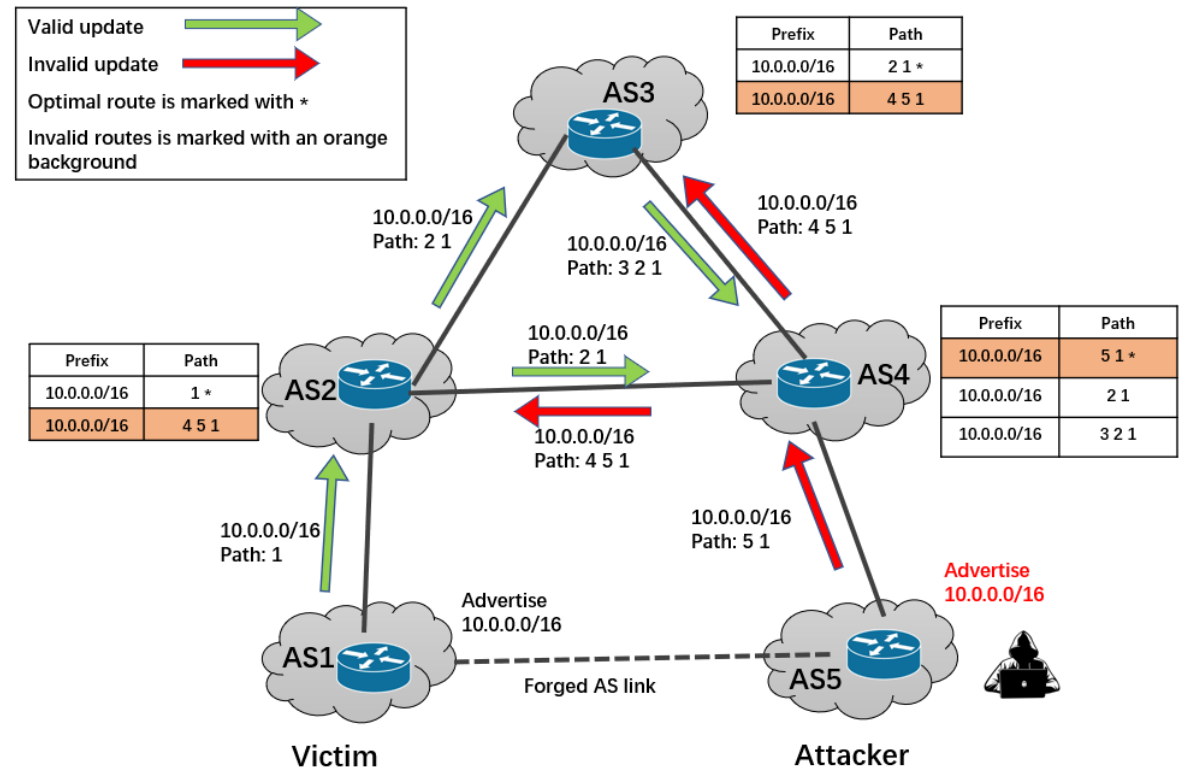 Valid update
Invalid update
Optimal route is marked with *
Invalid routes is marked with an orange
background
Prefix Path
10.0.0.0/16 2 1 *
10.0.0.0/16 4 5 1
AS3
10.0.0.0/16
Path: 2 1
10.0.0.0/16
Path: 3 2 1
10.0.0.0/16
Path: 4 5 1
Prefix Path
10.0.0.0/16 1 *
10.0.0.0/16 4 5 1
AS2
10.0.0.0/16
Path: 2 1
10.0.0.0/16
Path: 4 5 1
AS4
Prefix Path
10.0.0.0/16 5 1 *
10.0.0.0/16 2 1
10.0.0.0/16 3 2 1
10.0.0.0/16
Path: 1
10.0.0.0/16
Path: 5 1
AS1
Advertise
10.0.0.0/16
Forged AS link
AS5
Advertise
10.0.0.0/16
Victim
Attacker